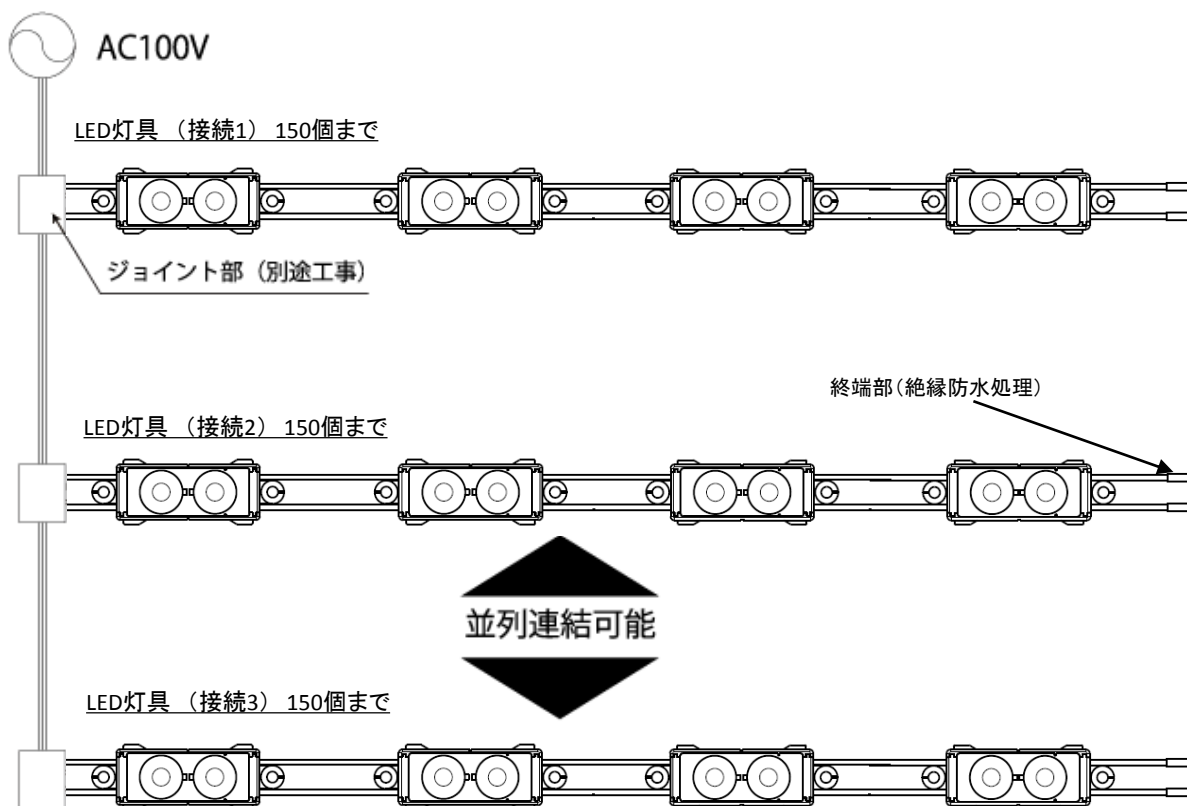 AC100V
LED灯具 （接続1） 150個まで
ジョイント部（別途工事）
終端部（絶縁防水処理）
LED灯具 （接続2） 150個まで
並列連結可能
LED灯具 （接続3） 150個まで